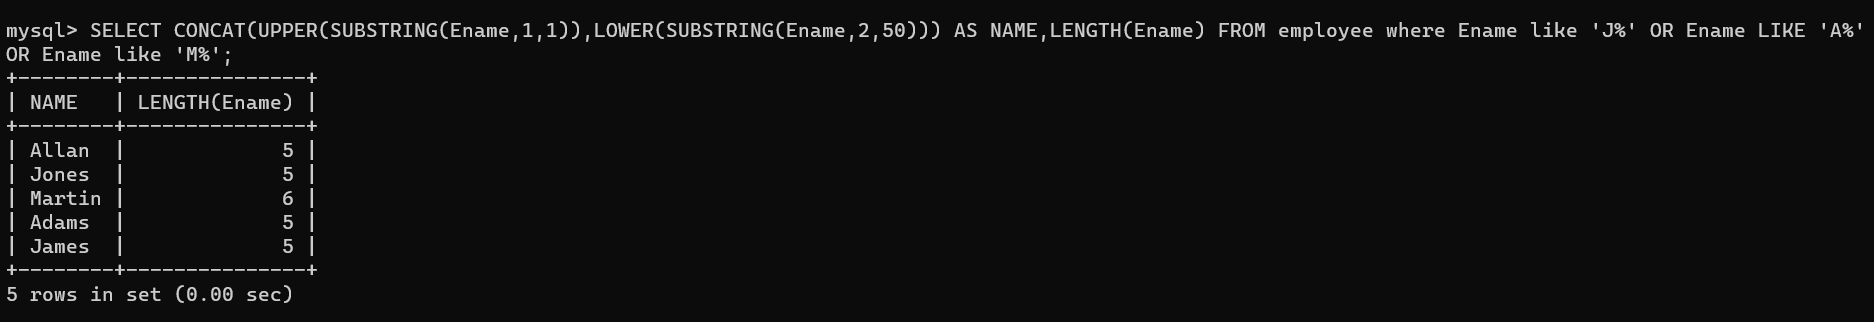 mysql> SELECT CONCAT(UPPER(SUBSTRING(Ename,1,1)),LOWER(SUBSTRING(Ename,2,50))) AS NAME,LENGTH(Ename) FROM employee where Ename like 'J%' OR Ename LIKE 'A%'
OR Ename like 'M%';
+--------+---------------+
| NAME   | LENGTH(Ename) |
+--------+---------------+
| Allan  |             5 |
| Jones  |             5 |
| Martin |             6 |
| Adams  |             5 |
| James  |             5 |
+--------+---------------+
5 rows in set (0.00 sec)